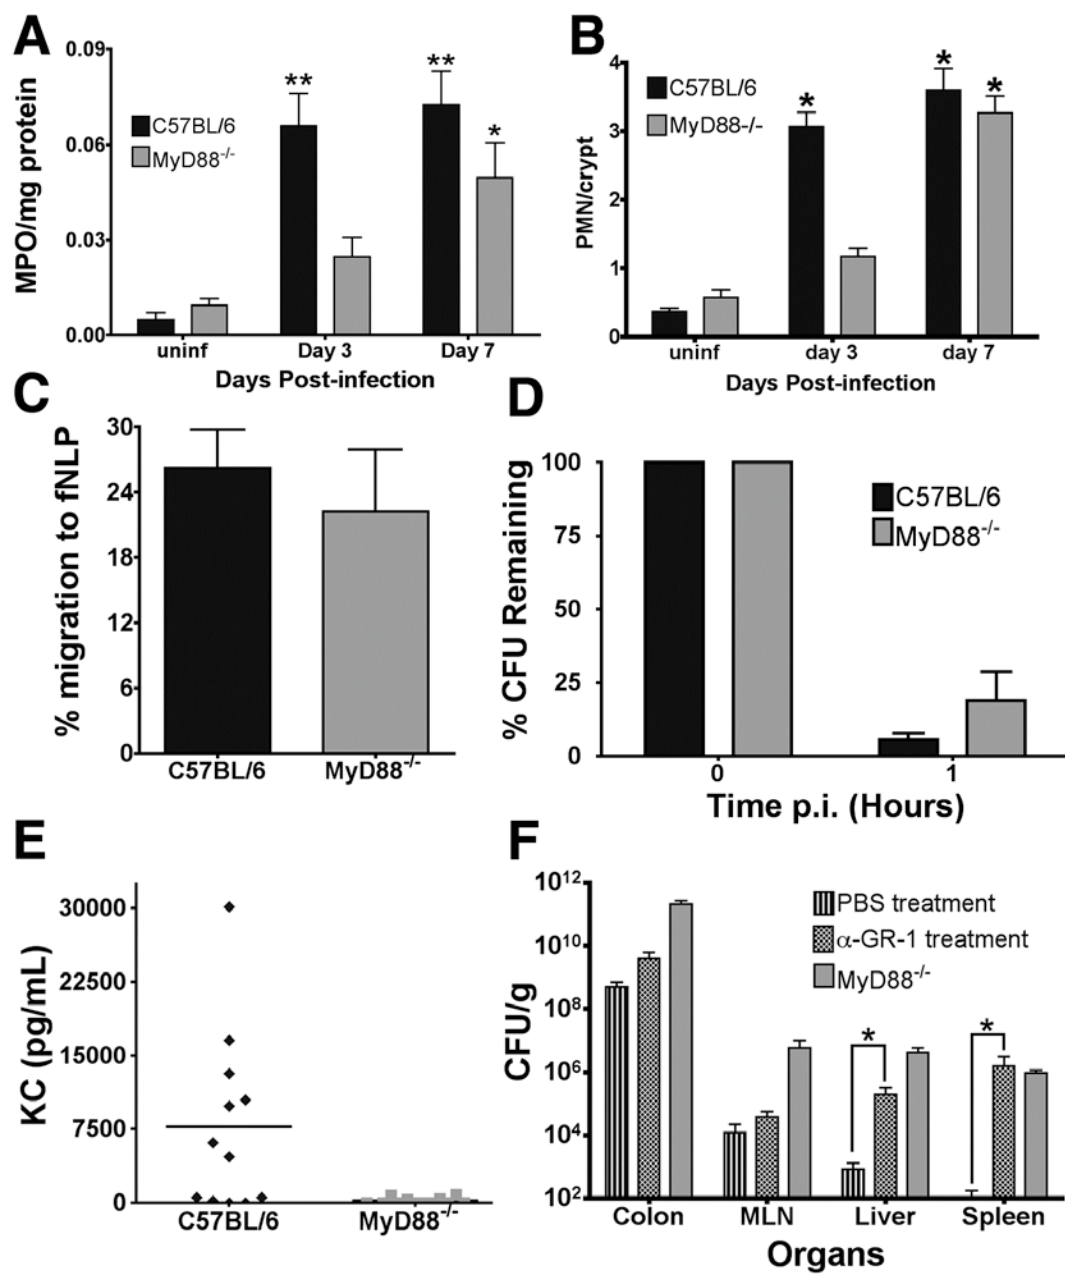 A
MPO/mg protein
0.09
0.06
0.03
0.00
C57BL/6
MyD88-/-
**
**
*
uninf
Day 3
Day 7
Days Post-infection
B
PMN/crypt
4
3
2
1
0
C57BL/6
MyD88-/-
*
*
*
uninf
day 3
day 7
Days Post-infection
C
% migration to fNLP
30
24
18
12
6
0
C57BL/6
MyD88-/-
D
% CFU Remaining
100
75
50
25
0
C57BL/6
MyD88-/-
0
1
Time p.i. (Hours)
E
KC (pg/mL)
30000
22500
15000
7500
0
C57BL/6
MyD88-/-
F
CFU/g
10^12
10^10
10^8
10^6
10^4
10^2
PBS treatment
α-GR-1 treatment
MyD88-/-
*
*
Colon
MLN
Liver
Spleen
Organs